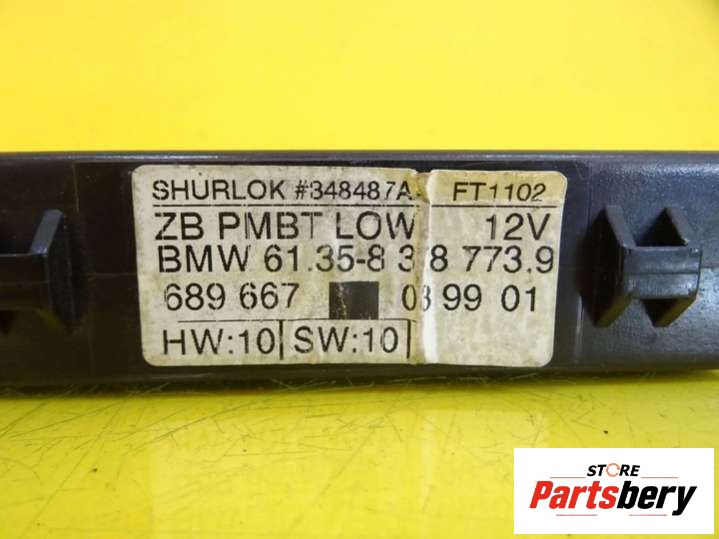 SHURLOK #348487A FT1102
ZB PMBT LOW 12V
BMW 61.35-8 3 8 773.9
689 667 03 99 01
HW:10 SW:10
STORE
Partsbery